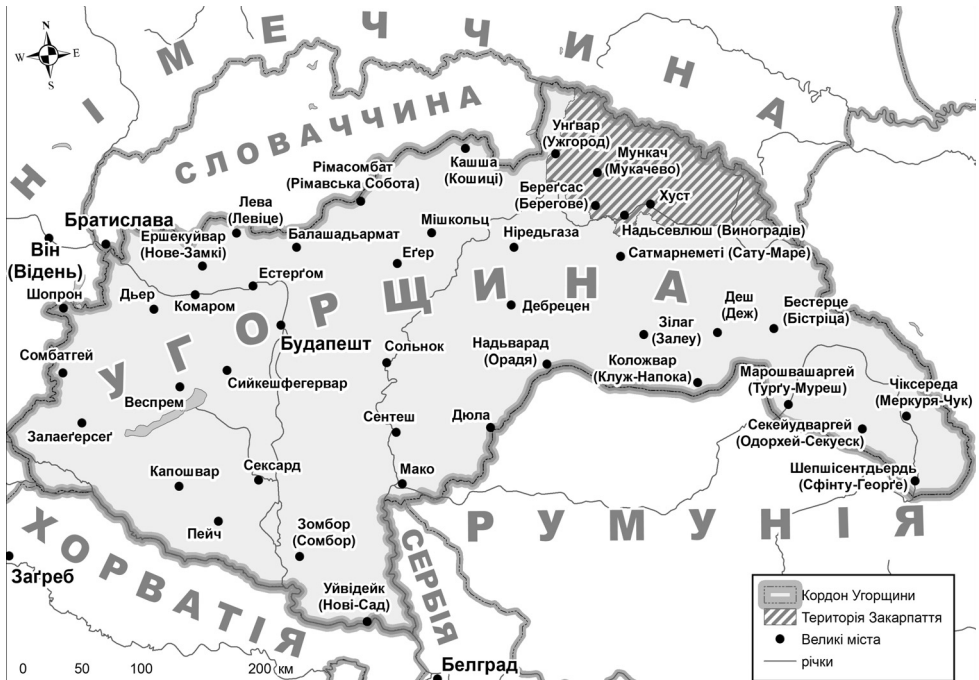 N
W E
S
НІМЕЧЧИНА
СЛОВАЧЧИНА
Унґвар
(Ужгород)
Мункач
(Мукачево)
Кашша
(Кошиці)
Рімасомбат
(Рімавська Собота)
Береґсас
(Берегове)
Хуст
Лева
(Левіце)
Братислава
Мішкольц
Надьсевлюш (Виноградів)
Він
(Відень)
Ершекуйвар
(Нове-Замкі)
Балашадьармат
Еґер
Ніредьгаза
Сатмарнеметі (Сату-Маре)
Шопрон
Дьер
Комаром
Естерґом
УГОРЩИНА
Дебрецен
Зілаг
(Залеу)
Деш
(Деж)
Бестерце
(Бістріца)
Будапешт
Сомбатгей
Сольнок
Надьварад
(Орадя)
Коложвар
(Клуж-Напока)
Марошвашаргей
(Турґу-Муреш)
Чіксереда
(Меркуря-Чук)
Сийкешфегервар
Веспрем
Залаеґерсеґ
Сентеш
Дюла
Секейудваргей
(Одорхей-Секуеск)
Капошвар
Сексард
Мако
Шепшісентдьердь
(Сфінту-Георге)
Пейч
Зомбор
(Сомбор)
РУМУНІЯ
ХОРВАТІЯ
СЕРБІЯ
Заґреб
Уйвідейк
(Нові-Сад)
Белград
0 50 100 200 км
Кордон Угорщини
Територія Закарпаття
Великі міста
річки